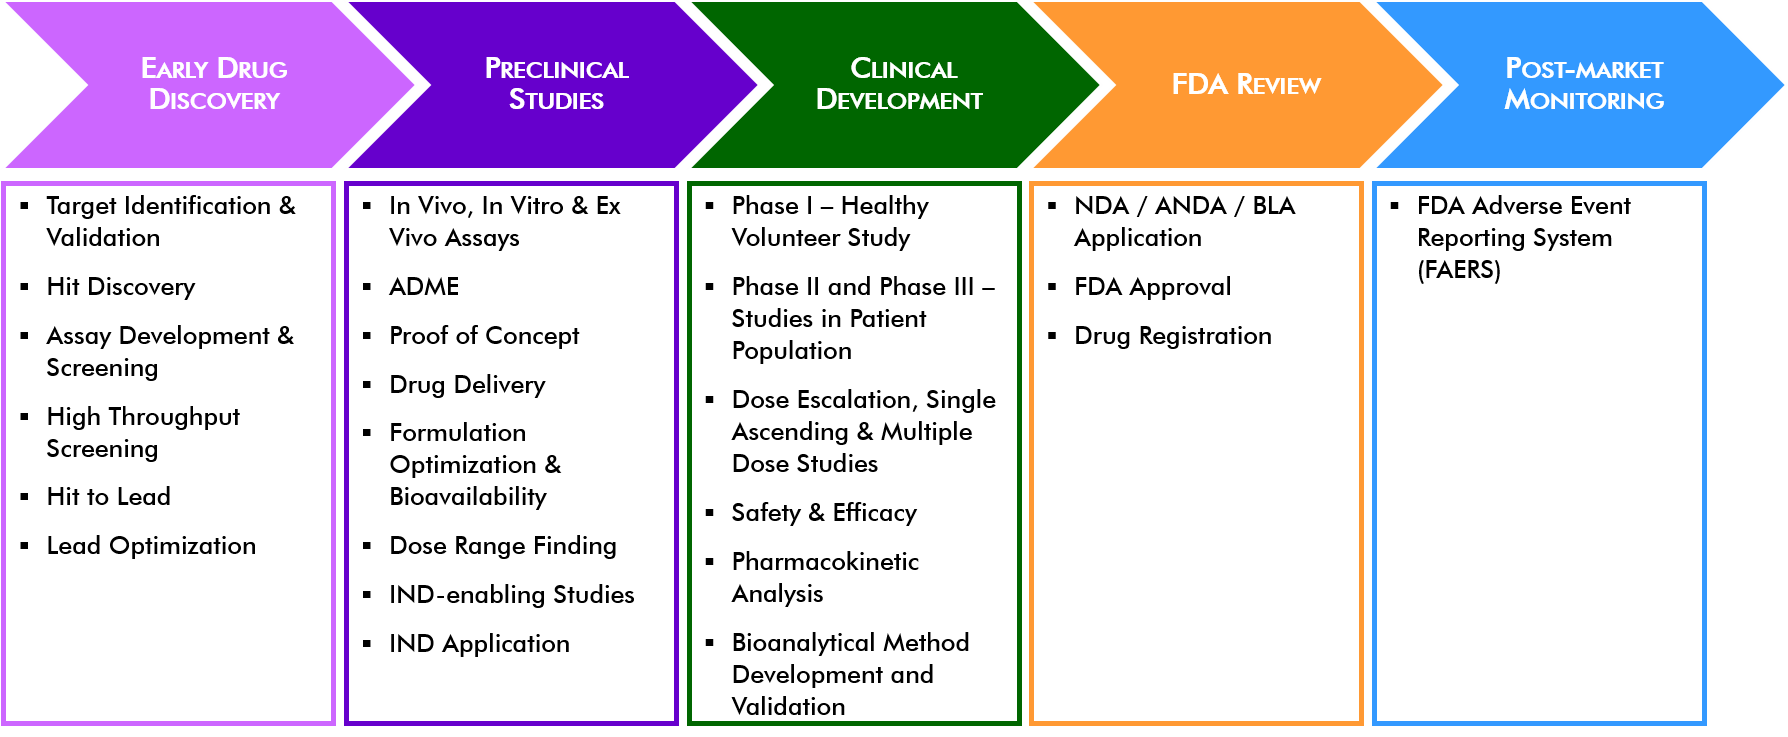 EARLY DRUG
DISCOVERY
PRECLINICAL
STUDIES
CLINICAL
DEVELOPMENT
FDA REVIEW
POST-MARKET
MONITORING
▪ Target Identification &
Validation
▪ Hit Discovery
▪ Assay Development &
Screening
▪ High Throughput
Screening
▪ Hit to Lead
▪ Lead Optimization
▪ In Vivo, In Vitro & Ex
Vivo Assays
▪ ADME
▪ Proof of Concept
▪ Drug Delivery
▪ Formulation
Optimization &
Bioavailability
▪ Dose Range Finding
▪ IND-enabling Studies
▪ IND Application
▪ Phase I – Healthy
Volunteer Study
▪ Phase II and Phase III –
Studies in Patient
Population
▪ Dose Escalation, Single
Ascending & Multiple
Dose Studies
▪ Safety & Efficacy
▪ Pharmacokinetic
Analysis
▪ Bioanalytical Method
Development and
Validation
▪ NDA / ANDA / BLA
Application
▪ FDA Approval
▪ Drug Registration
▪ FDA Adverse Event
Reporting System
(FAERS)